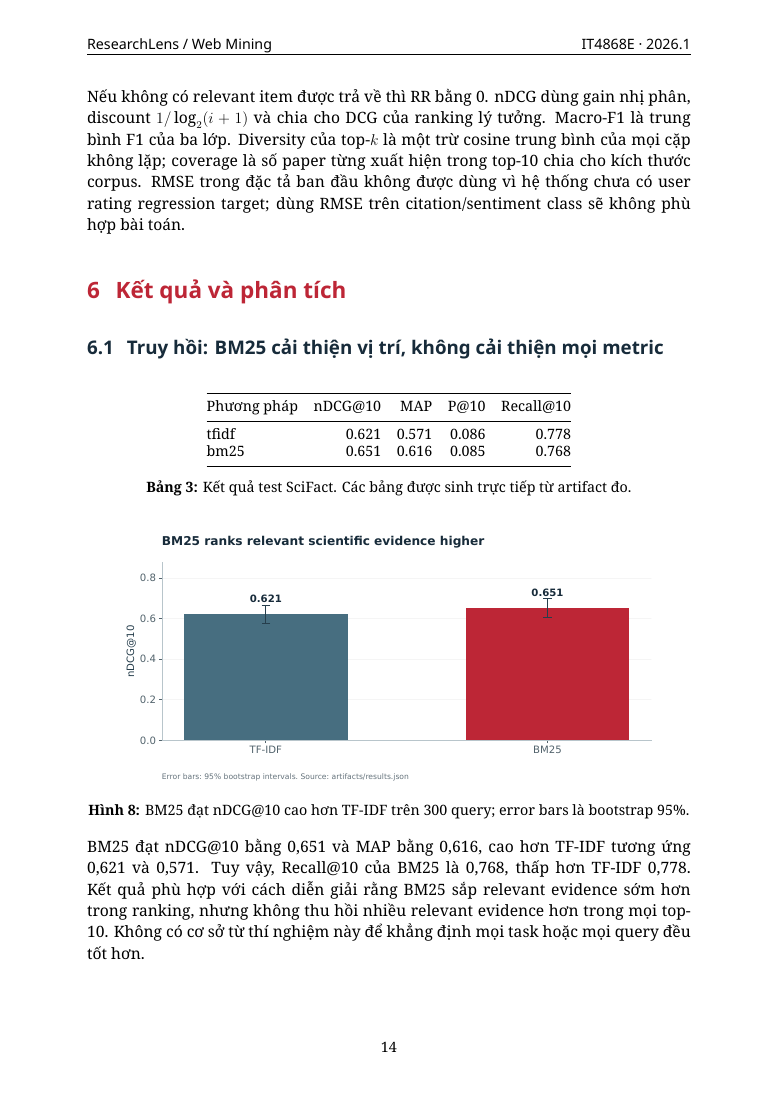 ResearchLens / Web Mining IT4868E · 2026.1
Nếu không có relevant item được trả về thì RR bằng 0. nDCG dùng gain nhị phân,
discount 1/ log₂(i + 1) và chia cho DCG của ranking lý tưởng. Macro-F1 là trung
bình F1 của ba lớp. Diversity của top-k là một trừ cosine trung bình của mọi cặp
không lặp; coverage là số paper từng xuất hiện trong top-10 chia cho kích thước
corpus. RMSE trong đặc tả ban đầu không được dùng vì hệ thống chưa có user
rating regression target; dùng RMSE trên citation/sentiment class sẽ không phù
hợp bài toán.
6 Kết quả và phân tích
6.1 Truy hồi: BM25 cải thiện vị trí, không cải thiện mọi metric
Phương pháp nDCG@10 MAP P@10 Recall@10
tfidf 0.621 0.571 0.086 0.778
bm25 0.651 0.616 0.085 0.768
Bảng 3: Kết quả test SciFact. Các bảng được sinh trực tiếp từ artifact đo.
BM25 ranks relevant scientific evidence higher
nDCG@10
0.8
0.6
0.4
0.2
0.0
0.621
0.651
TF-IDF BM25
Error bars: 95% bootstrap intervals. Source: artifacts/results.json
Hình 8: BM25 đạt nDCG@10 cao hơn TF-IDF trên 300 query; error bars là bootstrap 95%.
BM25 đạt nDCG@10 bằng 0,651 và MAP bằng 0,616, cao hơn TF-IDF tương ứng
0,621 và 0,571. Tuy vậy, Recall@10 của BM25 là 0,768, thấp hơn TF-IDF 0,778.
Kết quả phù hợp với cách diễn giải rằng BM25 sắp relevant evidence sớm hơn
trong ranking, nhưng không thu hồi nhiều relevant evidence hơn trong mọi top-
10. Không có cơ sở từ thí nghiệm này để khẳng định mọi task hoặc mọi query đều
tốt hơn.
14